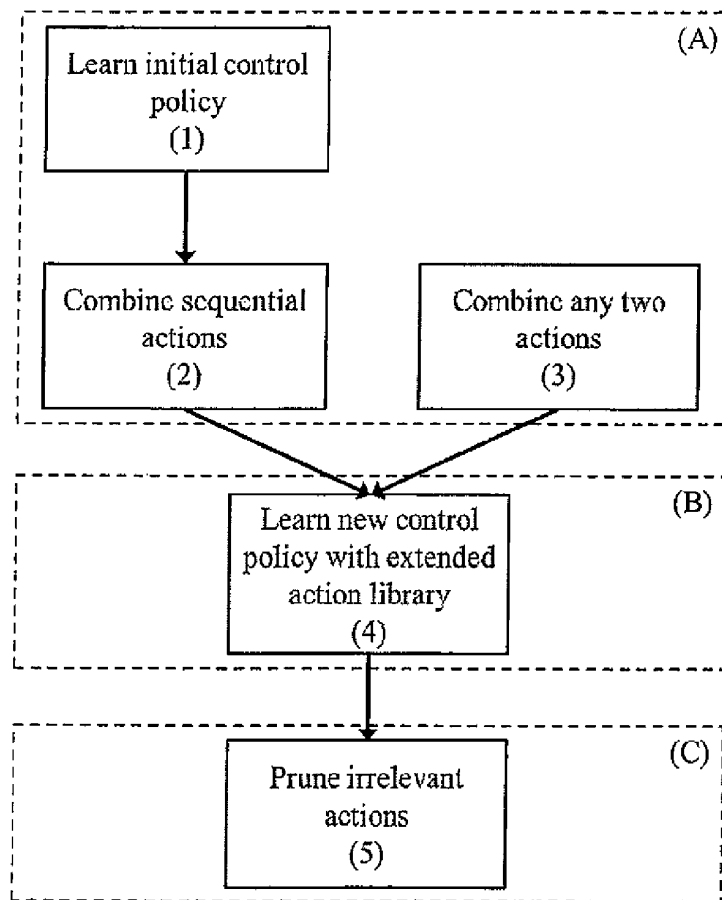 (A)
Learn initial control
policy
(1)
Combine sequential
actions
(2)
Combine any two
actions
(3)
(B)
Learn new control
policy with extended
action library
(4)
(C)
Prune irrelevant
actions
(5)